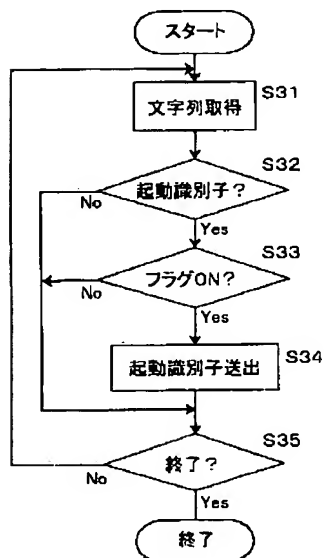 スタート
文字列取得
S31
起動識別子?
S32
No
Yes
フラグON?
S33
No
Yes
起動識別子送出
S34
終了?
S35
No
Yes
終了